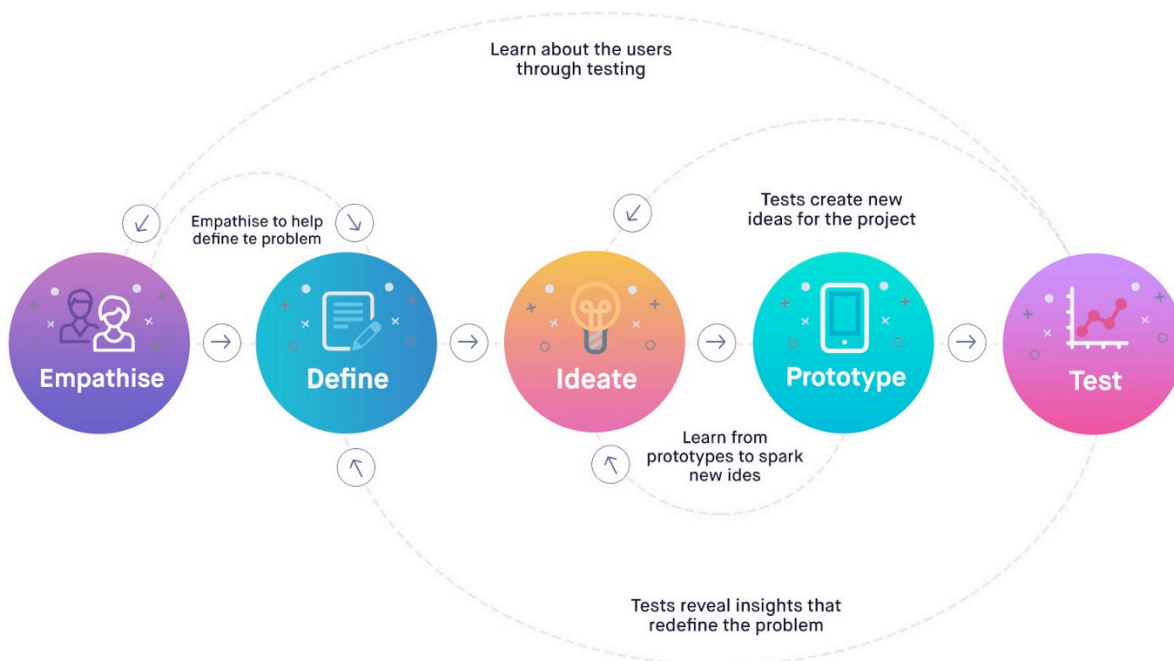 Learn about the users
through testing
Empathise to help
define te problem
Tests create new
ideas for the project
Empathise
Define
Ideate
Prototype
Test
Learn from
prototypes to spark
new ides
Tests reveal insights that
redefine the problem